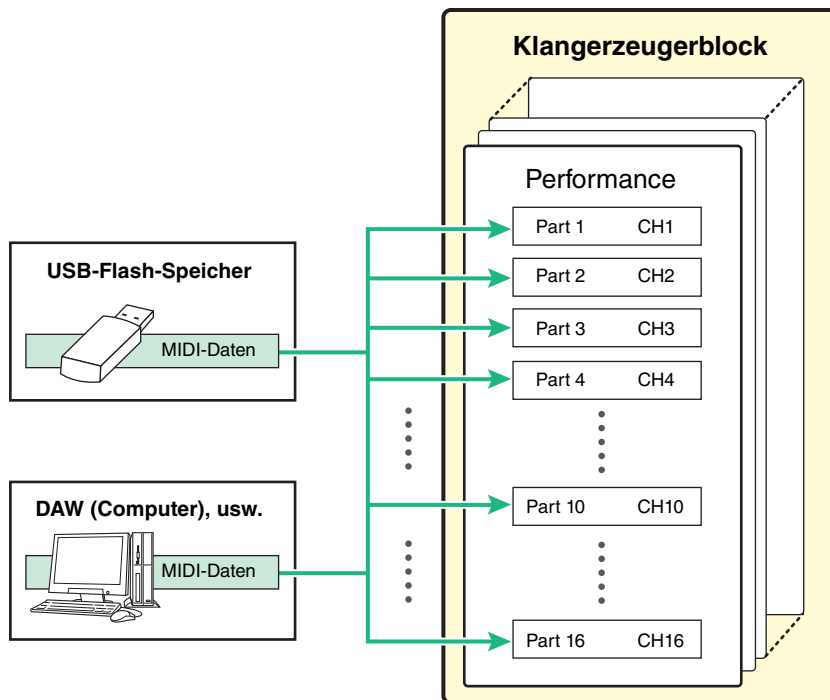 Klangerzeugerblock
Performance
Part 1 CH1
Part 2 CH2
Part 3 CH3
Part 4 CH4
Part 10 CH10
Part 16 CH16
USB-Flash-Speicher
MIDI-Daten
DAW (Computer), usw.
MIDI-Daten